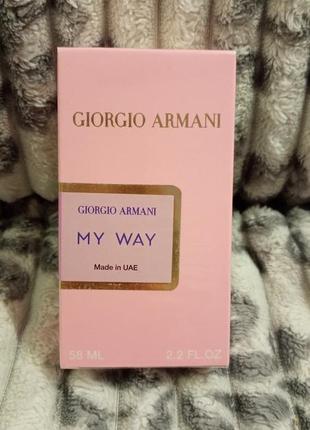 GIORGIO ARMANI
GIORGIO ARMANI
MY WAY
Made in UAE
58 ML 2.2 FL.OZ